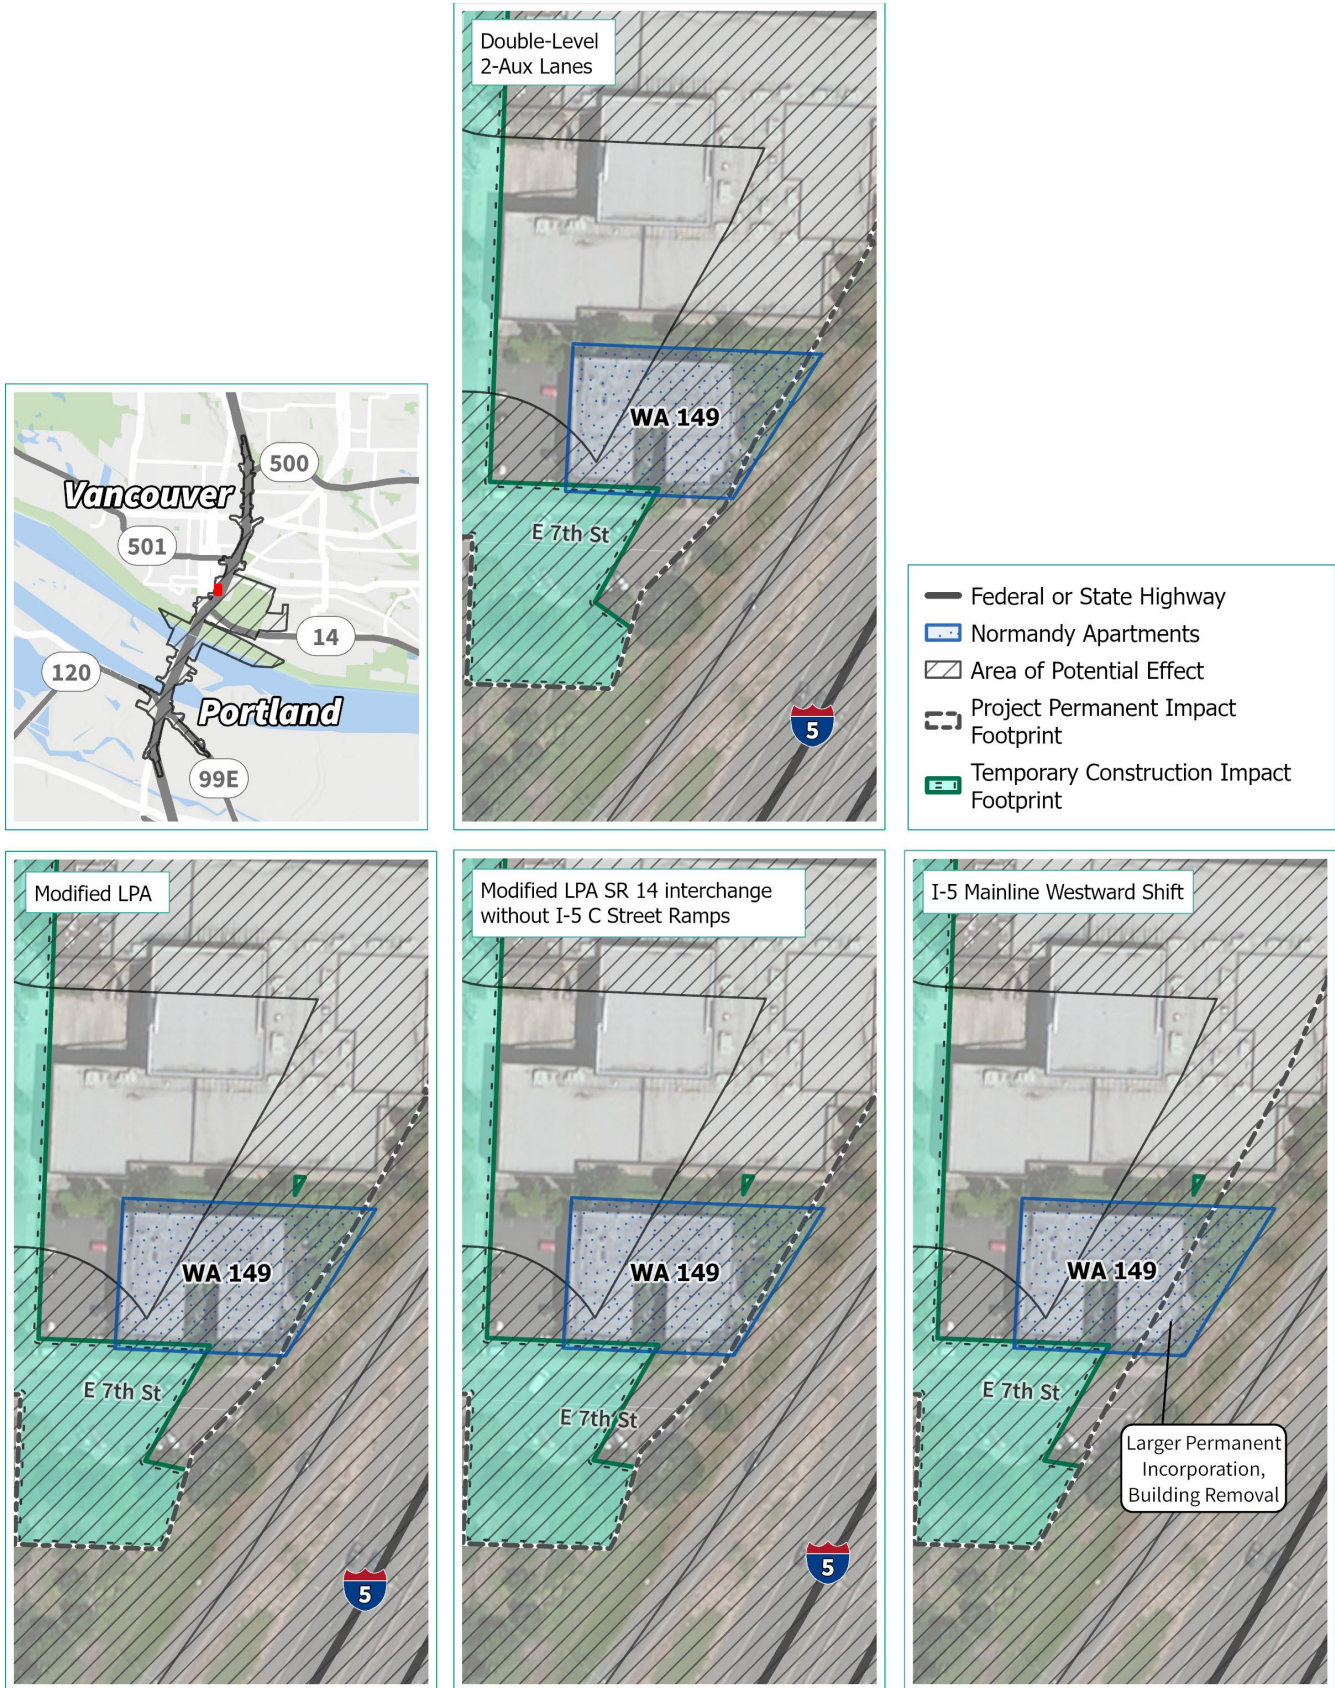 Double-Level
2-Aux Lanes
WA 149
E 7th St
5
500
Vancouver
501
14
120
Portland
99E
Federal or State Highway
Normandy Apartments
Area of Potential Effect
Project Permanent Impact
Footprint
Temporary Construction Impact
Footprint
Modified LPA
WA 149
E 7th St
5
Modified LPA SR 14 interchange
without I-5 C Street Ramps
WA 149
E 7th St
5
I-5 Mainline Westward Shift
WA 149
E 7th St
Larger Permanent
Incorporation,
Building Removal